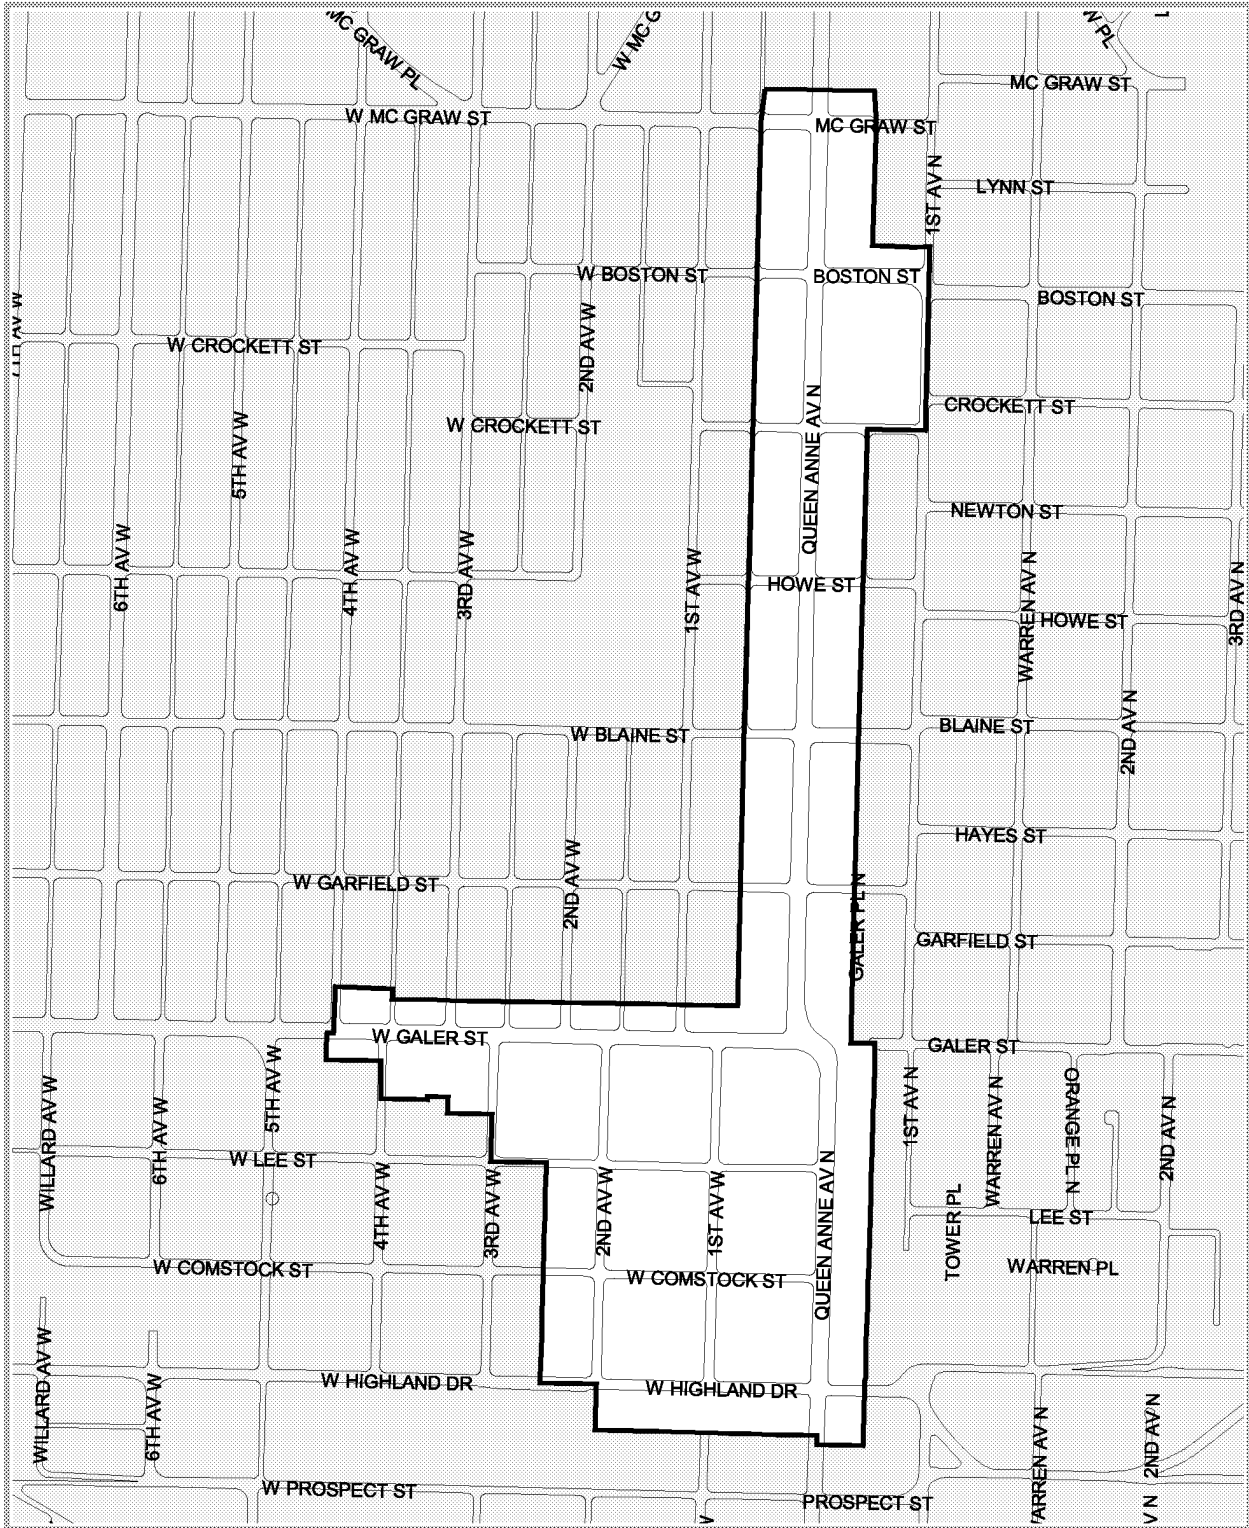 MC GRAW PL
W MC G
W PL
L
MC GRAW ST
W MC GRAW ST
MC GRAW ST
1ST AV N
LYNN ST
W BOSTON ST
BOSTON ST
BOSTON ST
2ND AV W
W CROCKETT ST
QUEEN ANNE AV N
CROCKETT ST
5TH AV W
W CROCKETT ST
NEWTON ST
6TH AV W
4TH AV W
3RD AV W
1ST AV W
HOWE ST
WARREN AV N
HOWE ST
3RD AV N
W BLAINE ST
BLAINE ST
2ND AV N
HAYES ST
2ND AV W
W GARFIELD ST
GALER PL N
GARFIELD ST
W GALER ST
GALER ST
WILLARD AV W
6TH AV W
5TH AV W
1ST AV N
WARREN AV N
ORANGE PL N
2ND AV N
W LEE ST
4TH AV W
3RD AV W
2ND AV W
1ST AV W
QUEEN ANNE AV N
TOWER PL
LEE ST
W COMSTOCK ST
W COMSTOCK ST
WARREN PL
WILLARD AV W
6TH AV W
W HIGHLAND DR
W HIGHLAND DR
ARREN AV N
2ND AV N
W PROSPECT ST
PROSPECT ST
V N